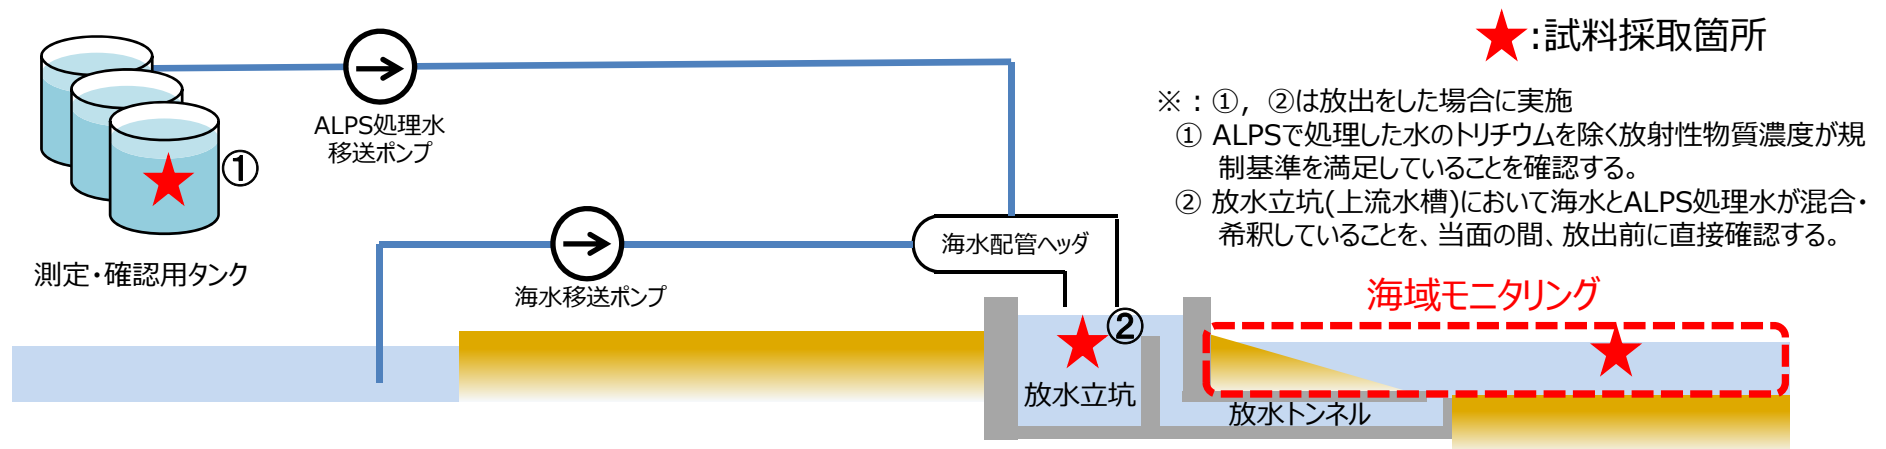 ★:試料採取箇所
※：①，②は放出をした場合に実施
① ALPSで処理した水のトリチウムを除く放射性物質濃度が規
制基準を満足していることを確認する。
② 放水立坑(上流水槽)において海水とALPS処理水が混合・
希釈していることを、当面の間、放出前に直接確認する。
ALPS処理水
移送ポンプ
①
測定・確認用タンク
海水移送ポンプ
海水配管ヘッダ
②
放水立坑
海域モニタリング
放水トンネル